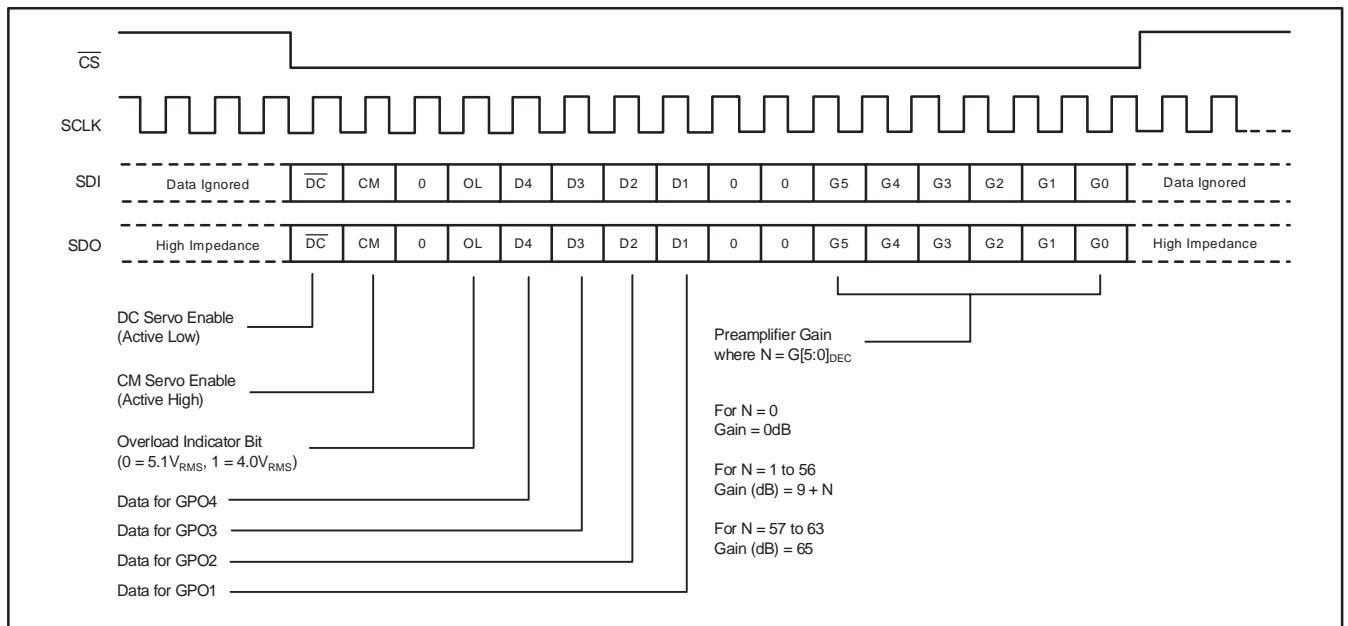 CS
SCLK
SDI Data Ignored DC CM 0 OL D4 D3 D2 D1 0 0 G5 G4 G3 G2 G1 G0 Data Ignored
SDO High Impedance DC CM 0 OL D4 D3 D2 D1 0 0 G5 G4 G3 G2 G1 G0 High Impedance
DC Servo Enable
(Active Low)
CM Servo Enable
(Active High)
Overload Indicator Bit
(0 = 5.1VRMS, 1 = 4.0VRMS)
Data for GPO4
Data for GPO3
Data for GPO2
Data for GPO1
Preamplifier Gain
where N = G[5:0]DEC
For N = 0
Gain = 0dB
For N = 1 to 56
Gain (dB) = 9 + N
For N = 57 to 63
Gain (dB) = 65